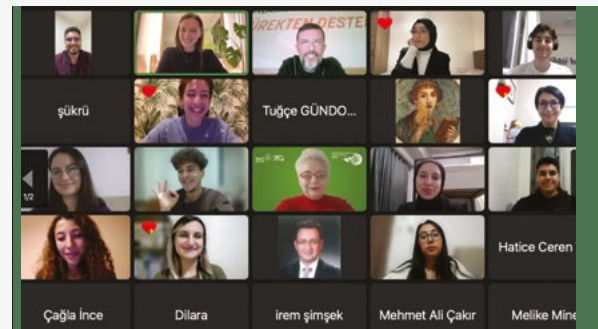 ÜREKTEN DESTE
şükrü
Tuğçe GÜNDO...
1/2
Hatice Ceren
Çağla İnce
Dilara
irem şimşek
Mehmet Ali Çakır
Melike Mine